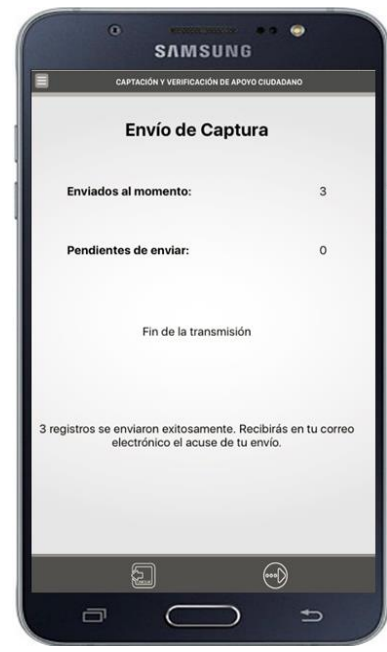 SAMSUNG
CAPTACIÓN Y VERIFICACIÓN DE APOYO CIUDADANO
Envío de Captura
Enviados al momento: 3
Pendientes de enviar: 0
Fin de la transmisión
3 registros se enviaron exitosamente. Recibirás en tu correo
electrónico el acuse de tu envío.